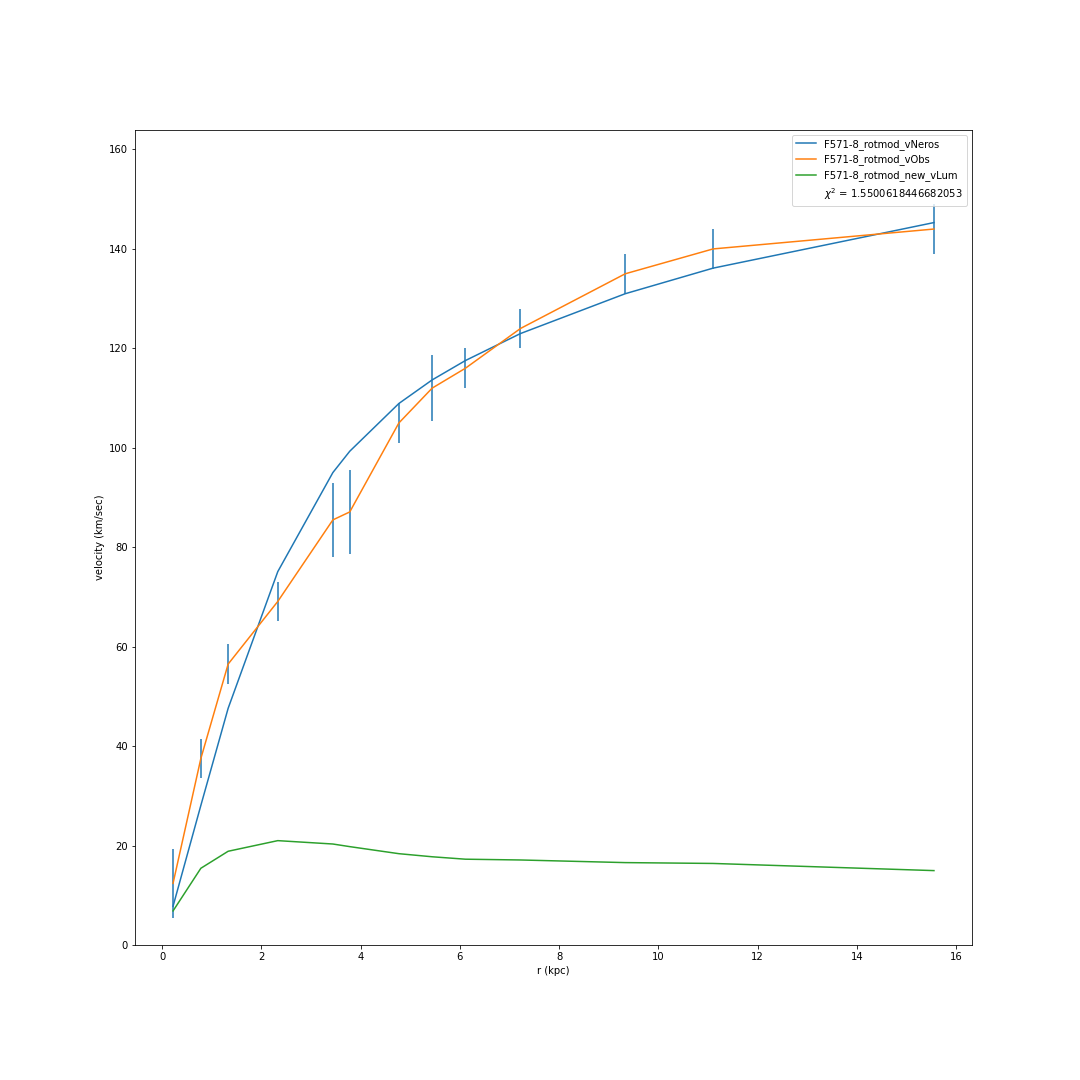 F571-8_rotmod_vNeros
F571-8_rotmod_vObs
F571-8_rotmod_new_vLum
χ² = 1.5500618446682053
160
140
120
100
80
60
40
20
0
velocity (km/sec)
0 2 4 6 8 10 12 14 16
r (kpc)